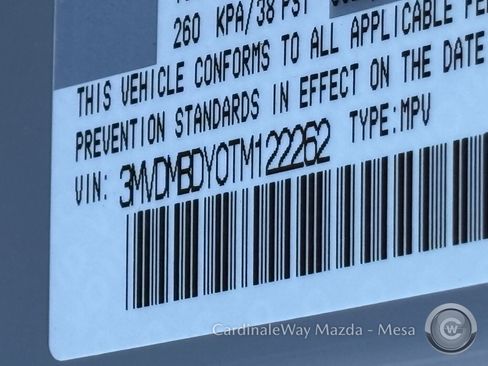 260 KPA/38 PSI
THIS VEHICLE CONFORMS TO ALL APPLICABLE
PREVENTION STANDARDS IN EFFECT ON THE DATE
VIN: 3MVDMBDY0TM122262 TYPE:MPV
CardinaleWay Mazda - Mesa